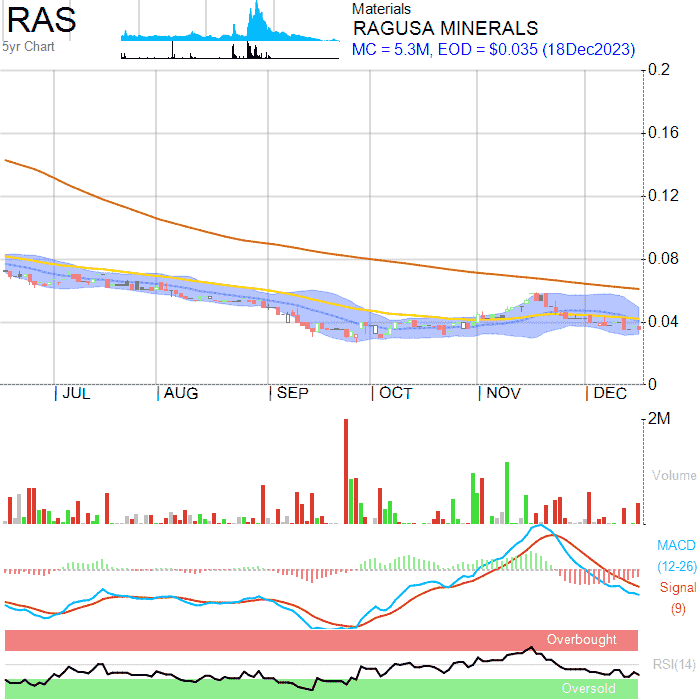 RAS
5yr Chart
Materials
RAGUSA MINERALS
MC = 5.3M, EOD = $0.035 (18Dec2023)
0.2
0.16
0.12
0.08
0.04
0
JUL AUG SEP OCT NOV DEC
2M
Volume
MACD
(12-26)
Signal
(9)
Overbought
RSI(14)
Oversold